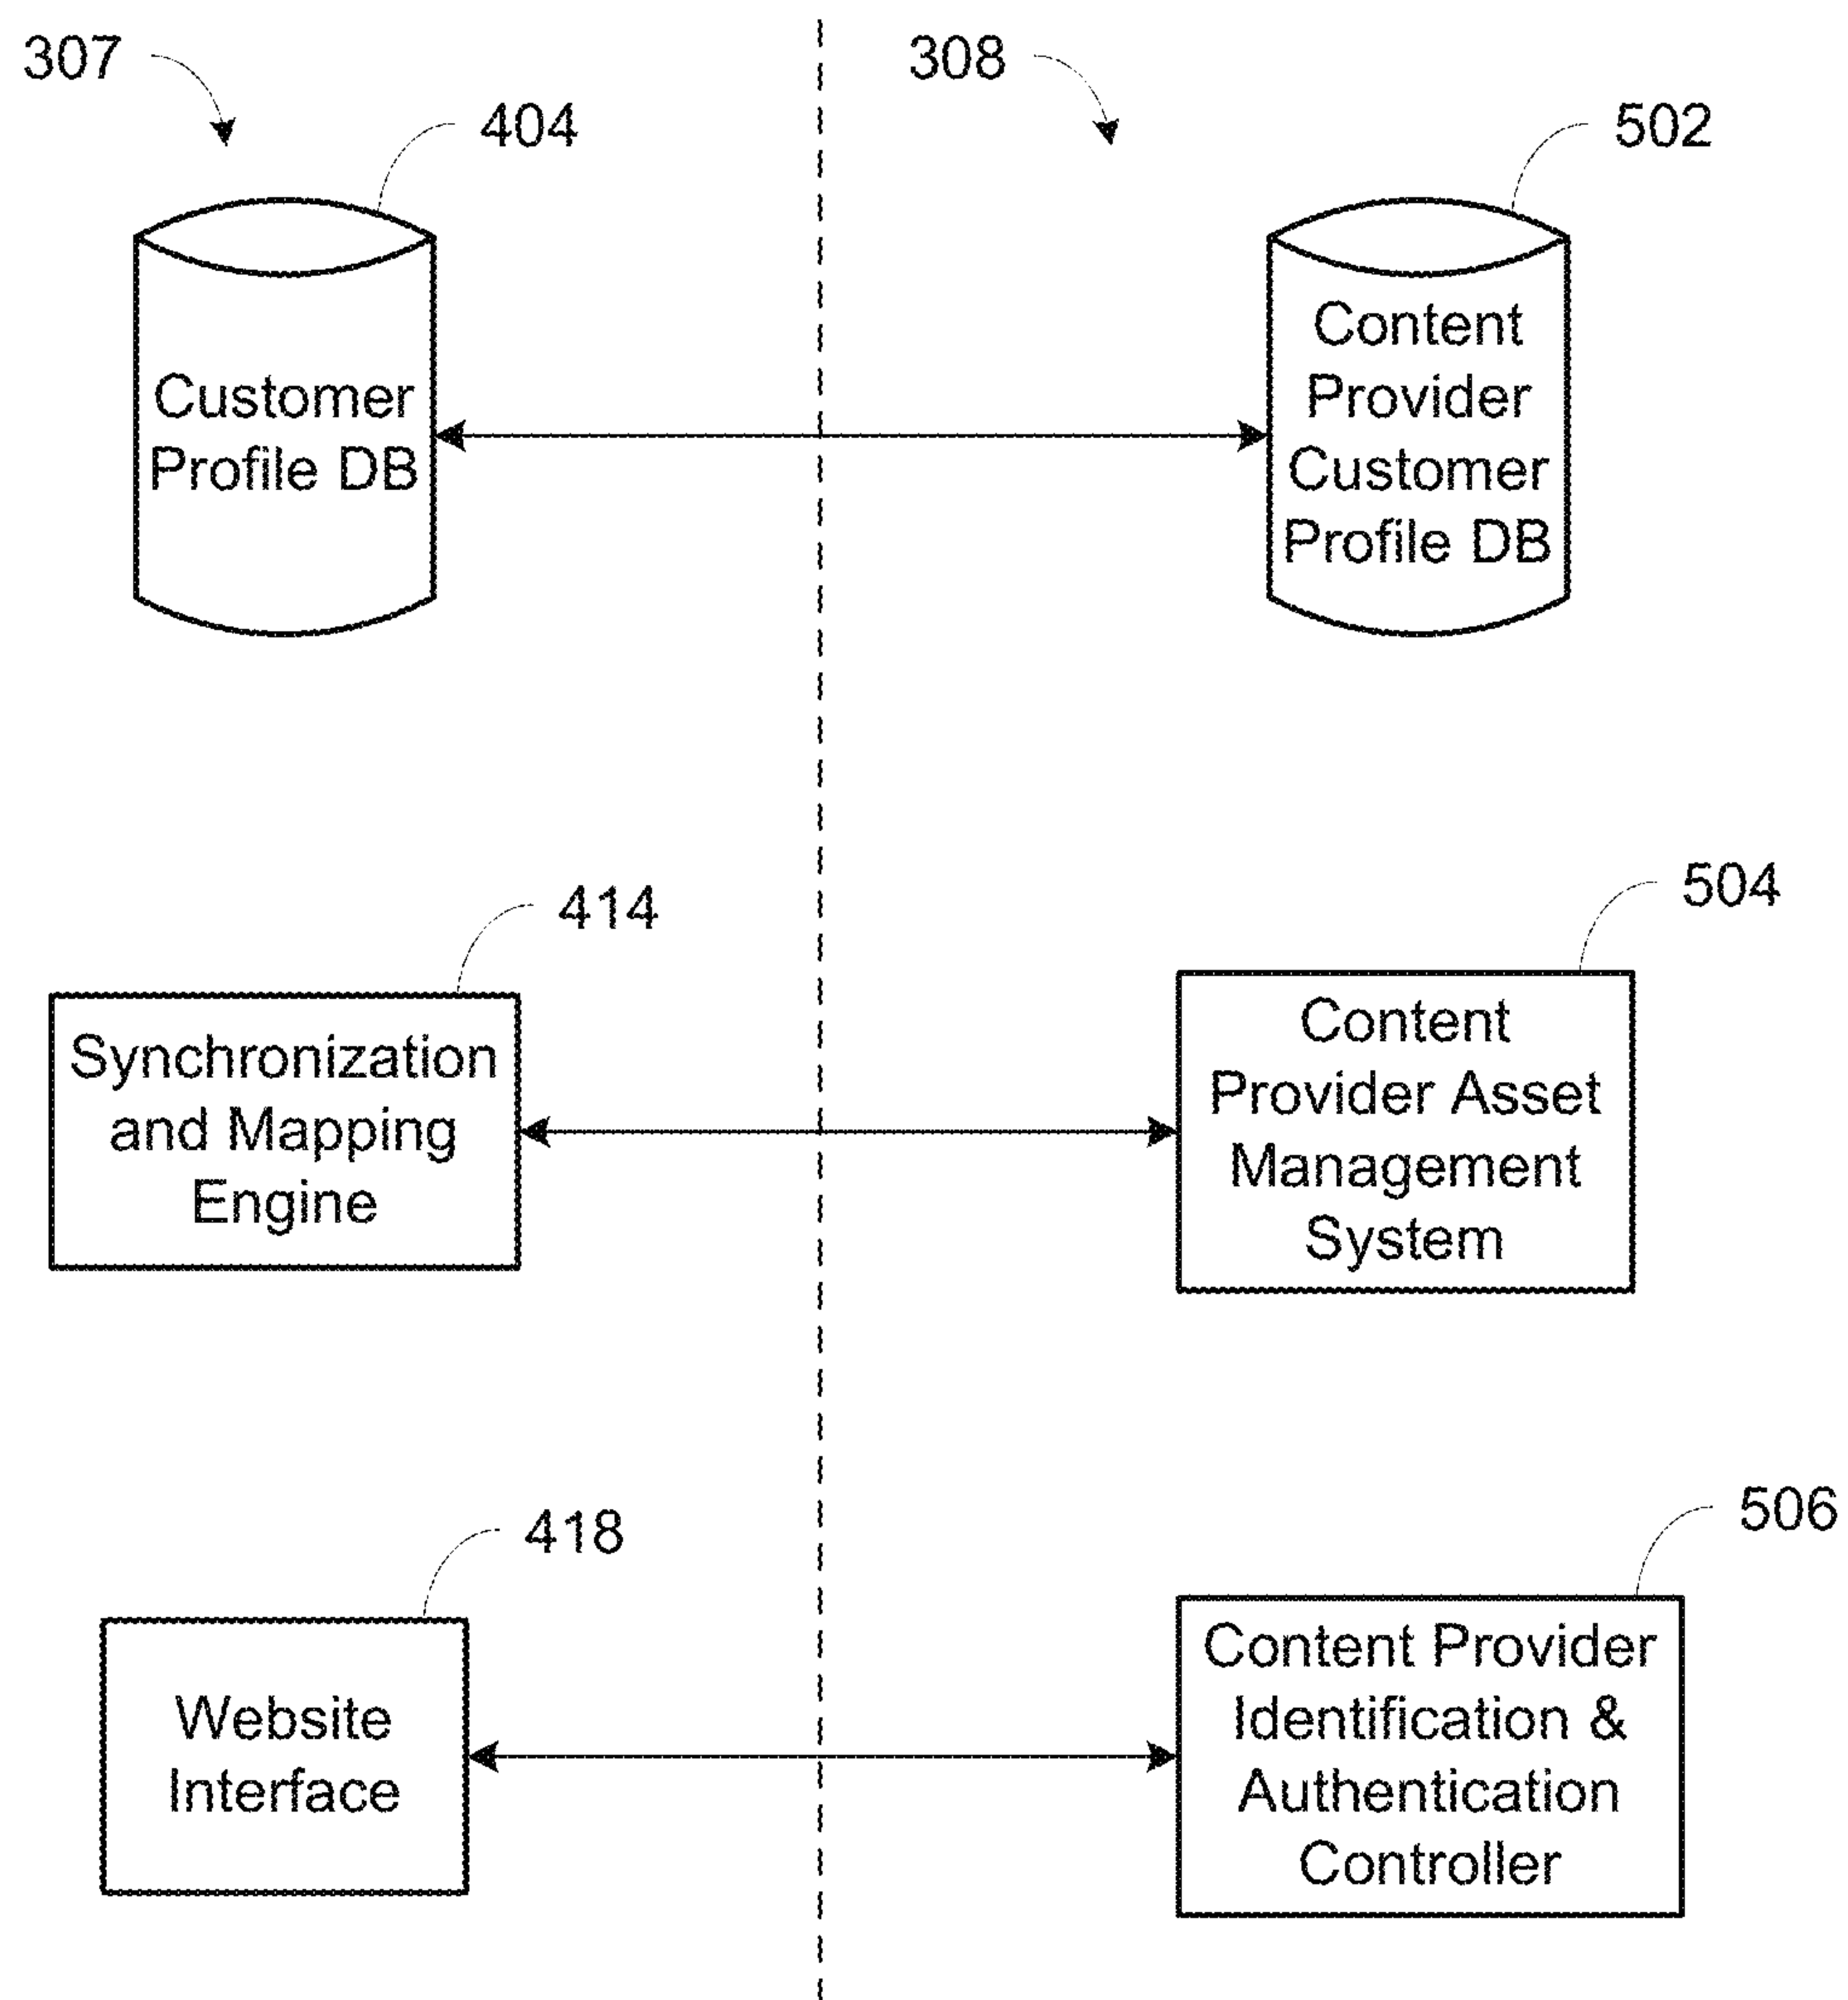 307
308
404
502
Customer
Profile DB
Content
Provider
Customer
Profile DB
414
504
Synchronization
and Mapping
Engine
Content
Provider Asset
Management
System
418
506
Website
Interface
Content Provider
Identification &
Authentication
Controller